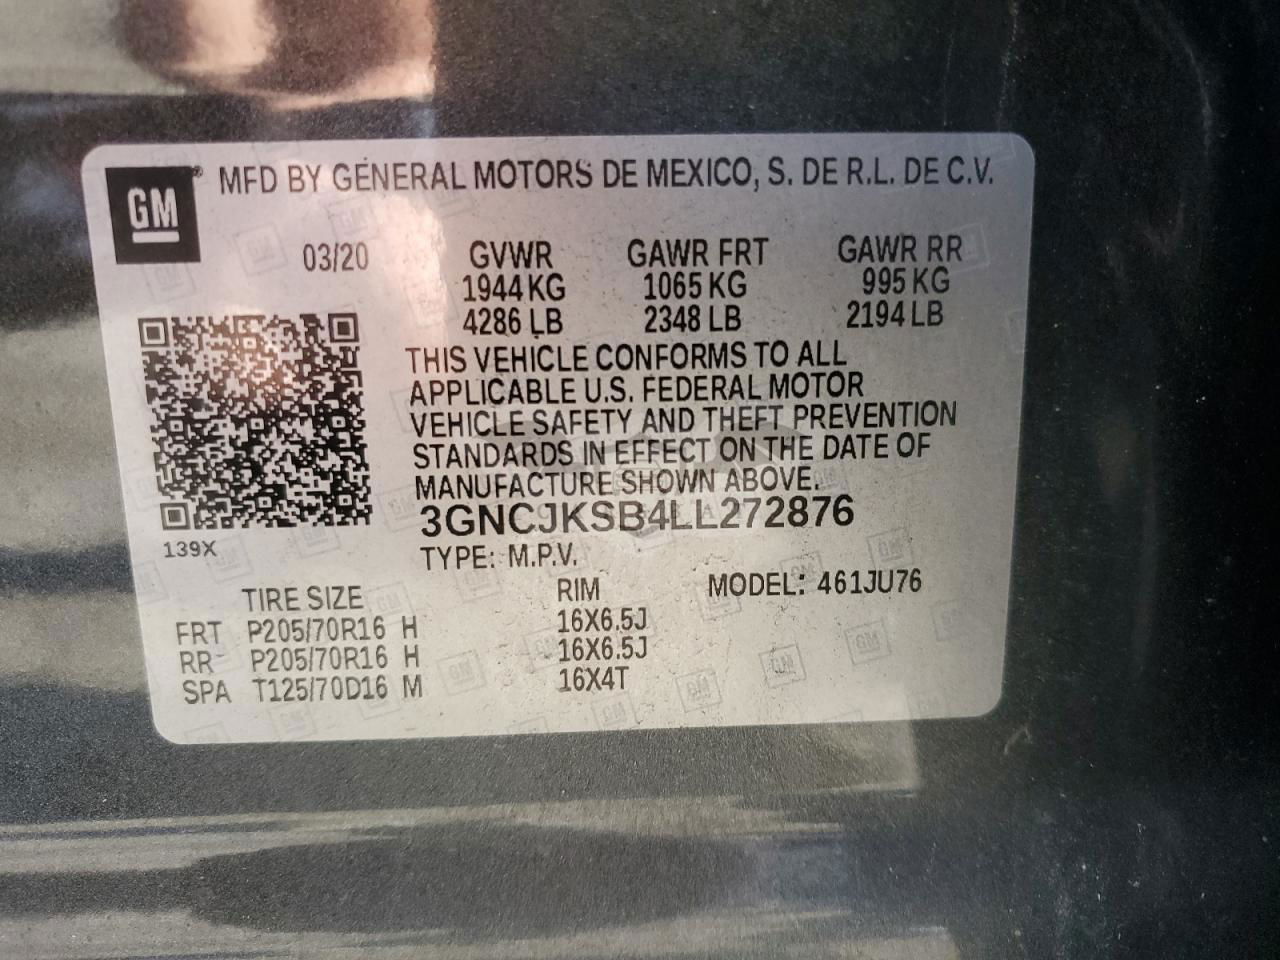 GM® MFD BY GENERAL MOTORS DE MEXICO, S. DE R.L. DE C.V.
03/20 GVWR GAWR FRT GAWR RR
1944 KG 1065 KG 995 KG
4286 LB 2348 LB 2194 LB
THIS VEHICLE CONFORMS TO ALL
APPLICABLE U.S. FEDERAL MOTOR
VEHICLE SAFETY AND THEFT PREVENTION
STANDARDS IN EFFECT ON THE DATE OF
MANUFACTURE SHOWN ABOVE.
3GNCJKSB4LL272876
139X
TYPE: M.P.V.
TIRE SIZE RIM MODEL: 461JU76
FRT P205/70R16 H 16X6.5J
RR P205/70R16 H 16X6.5J
SPA T125/70D16 M 16X4T